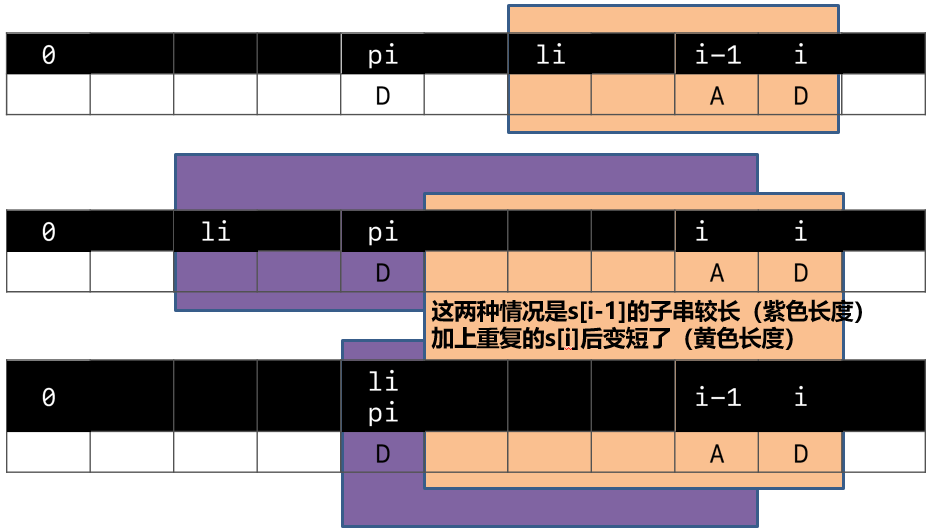 0 pi li i-1 i
D A D
0 li pi i i
D A D
这两种情况是s[i-1]的子串较长（紫色长度）
加上重复的s[i]后变短了（黄色长度）
0 li pi i-1 i
D A D